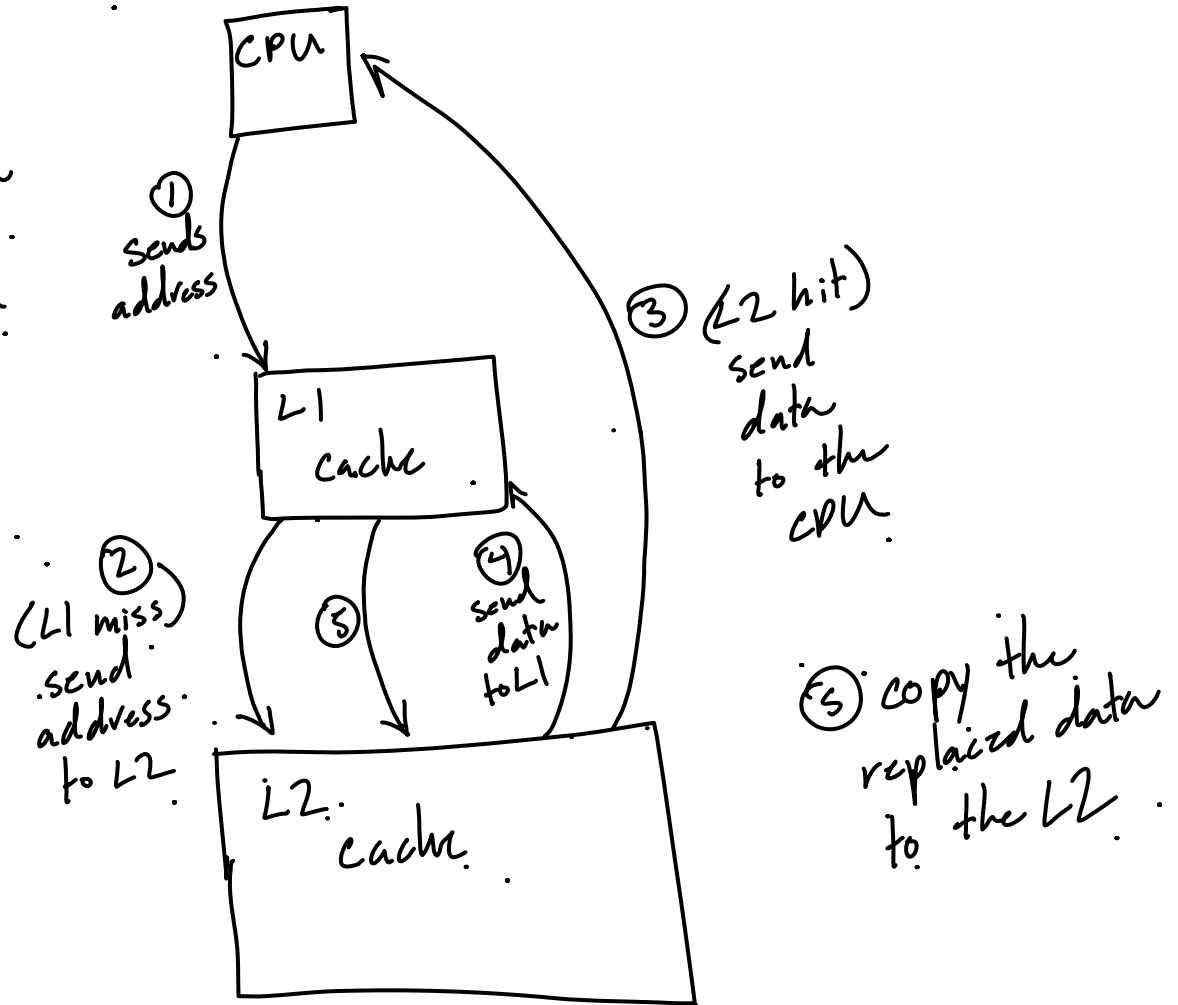 CPU
①
sends
address
③ (L2 hit)
send
data
to the
CPU
L1
cache
②
(L1 miss)
send
address
to L2
⑤
④
send
data
to L1
⑤ copy the
replaced data
to the L2
L2
cache